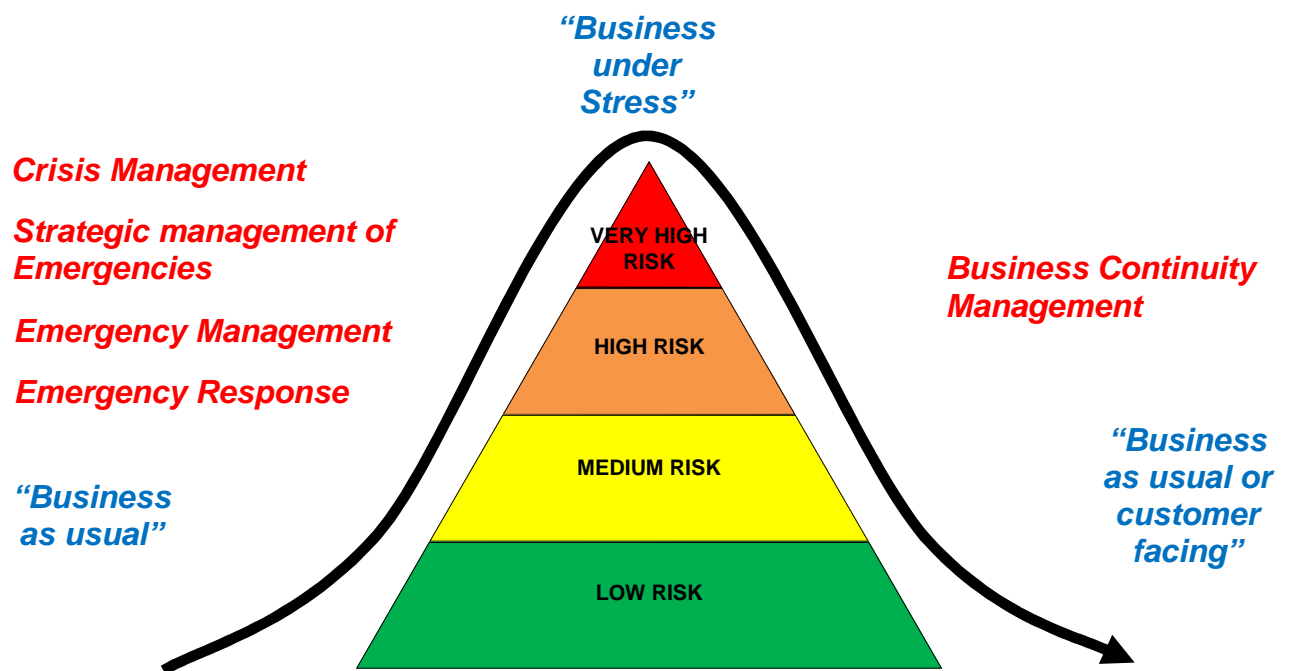 “Business
under
Stress”
Crisis Management
Strategic management of
Emergencies
Emergency Management
Emergency Response
“Business
as usual”
VERY HIGH
RISK
HIGH RISK
MEDIUM RISK
LOW RISK
Business Continuity
Management
“Business
as usual or
customer
facing”